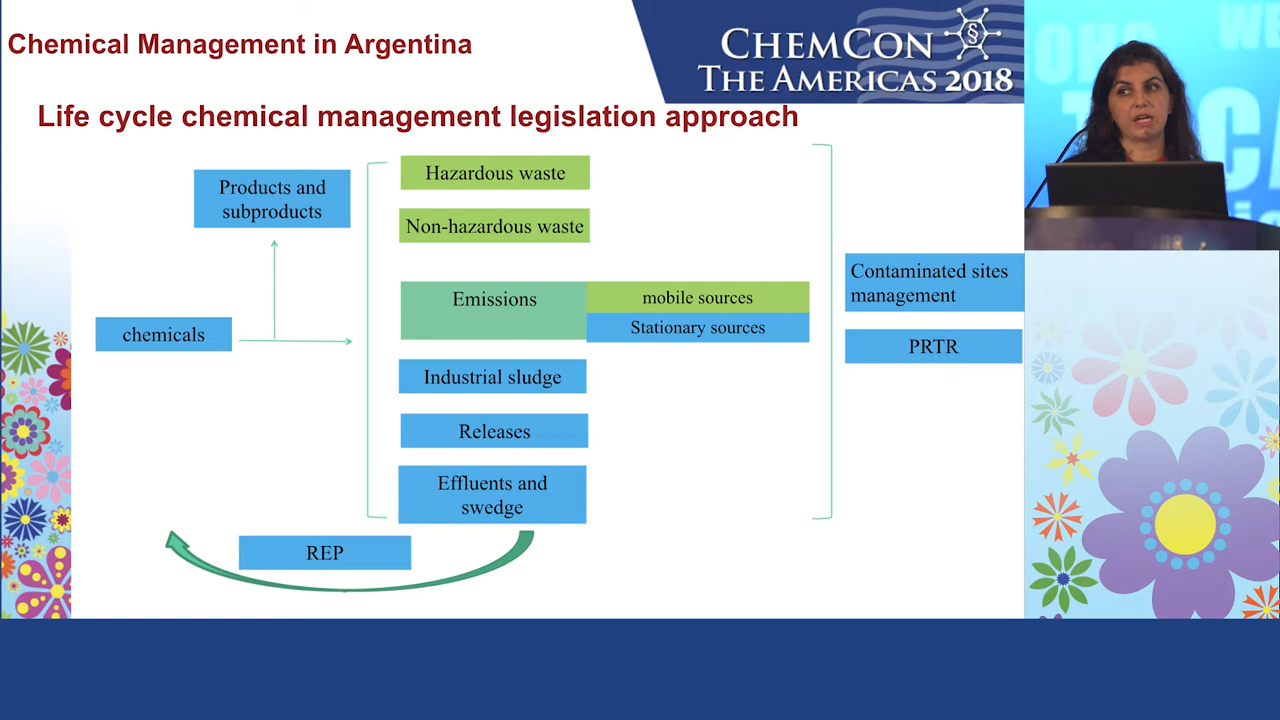 Chemical Management in Argentina
CHEMCON
THE AMERICAS 2018
§
Life cycle chemical management legislation approach
Products and
subproducts
Hazardous waste
Non-hazardous waste
Emissions
mobile sources
Stationary sources
chemicals
Industrial sludge
Releases
Effluents and
swedge
REP
Contaminated sites
management
PRTR